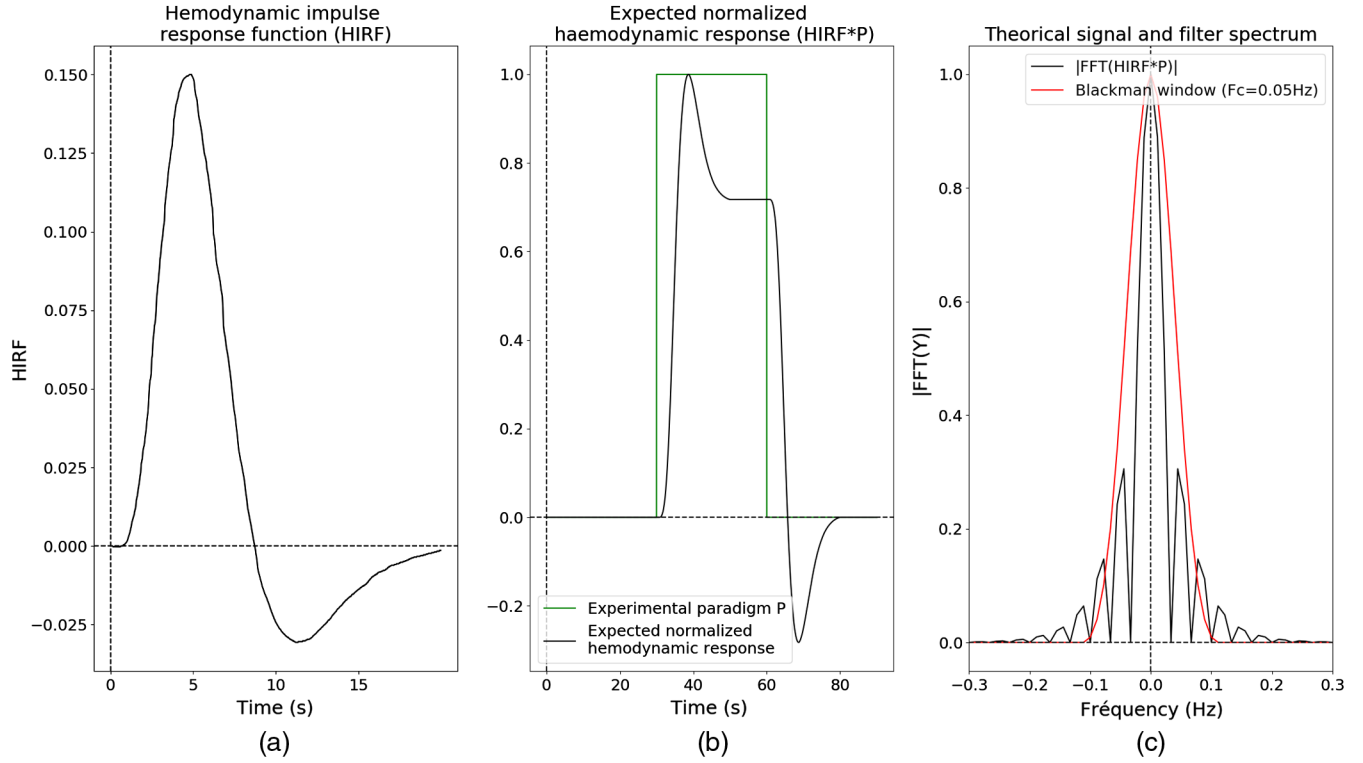 Hemodynamic impulse
response function (HIRF)
0.150
0.125
0.100
0.075
0.050
0.025
0.000
−0.025
HIRF
0
5
10
15
Time (s)
(a)
Expected normalized
haemodynamic response (HIRF*P)
1.0
0.8
0.6
0.4
0.2
0.0
−0.2
Experimental paradigm P
Expected normalized
hemodynamic response
0
20
40
60
80
Time (s)
(b)
Theorical signal and filter spectrum
|FFT(HIRF*P)|
Blackman window (Fc=0.05Hz)
1.0
0.8
0.6
0.4
0.2
0.0
|FFT(Y)|
−0.3
−0.2
−0.1
0.0
0.1
0.2
0.3
Fréquency (Hz)
(c)